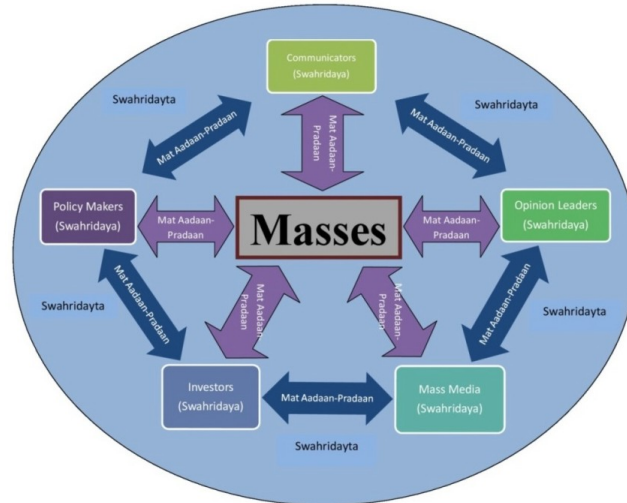 Communicators
(Swahridaya)
Swahridayta
Swahridayta
Mat Aadaan-Pradaan
Mat Aadaan-
Pradaan
Mat Aadaan-Pradaan
Policy Makers
(Swahridaya)
Mat Aadaan-
Pradaan
Masses
Mat Aadaan-
Pradaan
Opinion Leaders
(Swahridaya)
Swahridayta
Mat Aadaan-Pradaan
Mat Aadaan-
Pradaan
Mat Aadaan-
Pradaan
Mat Aadaan-Pradaan
Swahridayta
Investors
(Swahridaya)
Mat Aadaan-Pradaan
Mass Media
(Swahridaya)
Swahridayta